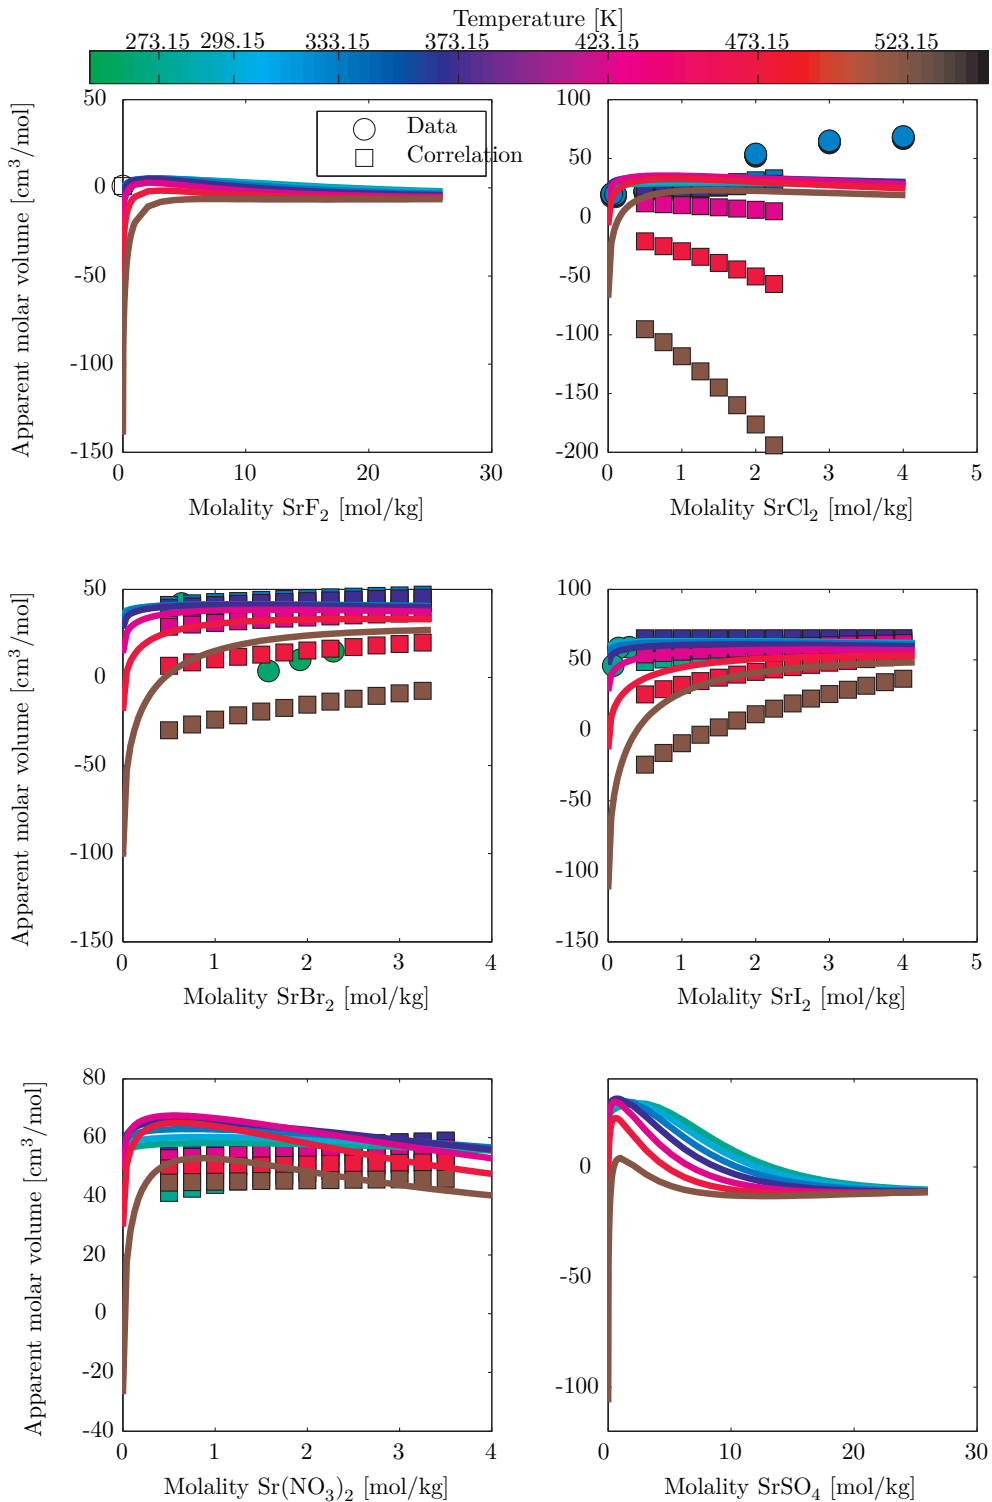 Temperature [K]
273.15 298.15 333.15 373.15 423.15 473.15 523.15
Apparent molar volume [cm³/mol]
50
0
-50
-100
-150
0 10 20 30
Molality SrF₂ [mol/kg]
Data
Correlation
100
50
0
-50
-100
-150
-200
0 1 2 3 4 5
Molality SrCl₂ [mol/kg]
Apparent molar volume [cm³/mol]
50
0
-50
-100
-150
0 1 2 3 4
Molality SrBr₂ [mol/kg]
100
50
0
-50
-100
-150
0 1 2 3 4 5
Molality SrI₂ [mol/kg]
Apparent molar volume [cm³/mol]
80
60
40
20
0
-20
-40
0 1 2 3 4
Molality Sr(NO₃)₂ [mol/kg]
0
-50
-100
0 10 20 30
Molality SrSO₄ [mol/kg]